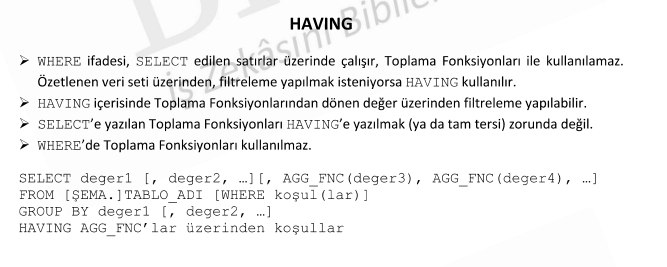 HAVING
➢ WHERE ifadesi, SELECT edilen satırlar üzerinde çalışır, Toplama Fonksiyonları ile kullanılamaz.
Özetlenen veri seti üzerinden, filtreleme yapılmak isteniyorsa HAVING kullanılır.
➢ HAVING içerisinde Toplama Fonksiyonlarından dönen değer üzerinden filtreleme yapılabilir.
➢ SELECT’e yazılan Toplama Fonksiyonları HAVING’e yazılmak (ya da tam tersi) zorunda değil.
➢ WHERE’de Toplama Fonksiyonları kullanılmaz.
SELECT deger1 [, deger2, …][, AGG_FNC(deger3), AGG_FNC(deger4), …]
FROM [ŞEMA.]TABLO_ADI [WHERE koşul(lar)]
GROUP BY deger1 [, deger2, …]
HAVING AGG_FNC’lar üzerinden koşullar
İş Zekâsını